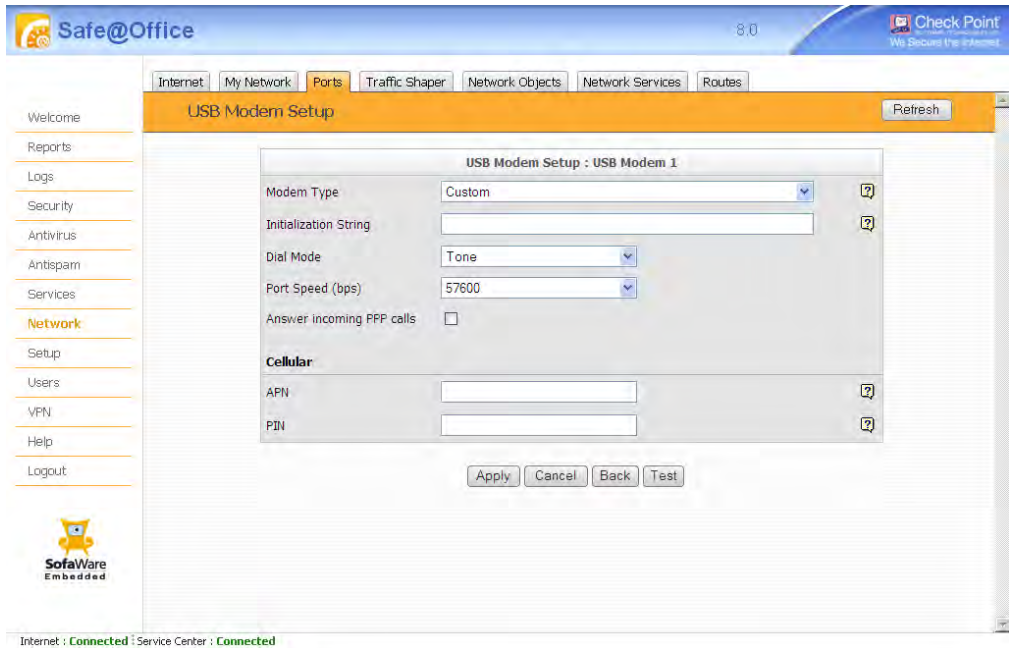 Safe@Office
8.0
Check Point
We Secure the Internet
Internet
My Network
Ports
Traffic Shaper
Network Objects
Network Services
Routes
USB Modem Setup
Refresh
Welcome
Reports
Logs
Security
Antivirus
Antispam
Services
Network
Setup
Users
VPN
Help
Logout
USB Modem Setup : USB Modem 1
Modem Type
Custom
Initialization String
Dial Mode
Tone
Port Speed (bps)
57600
Answer incoming PPP calls
Cellular
APN
PIN
Apply
Cancel
Back
Test
SofaWare
Embedded
Internet : Connected
Service Center : Connected